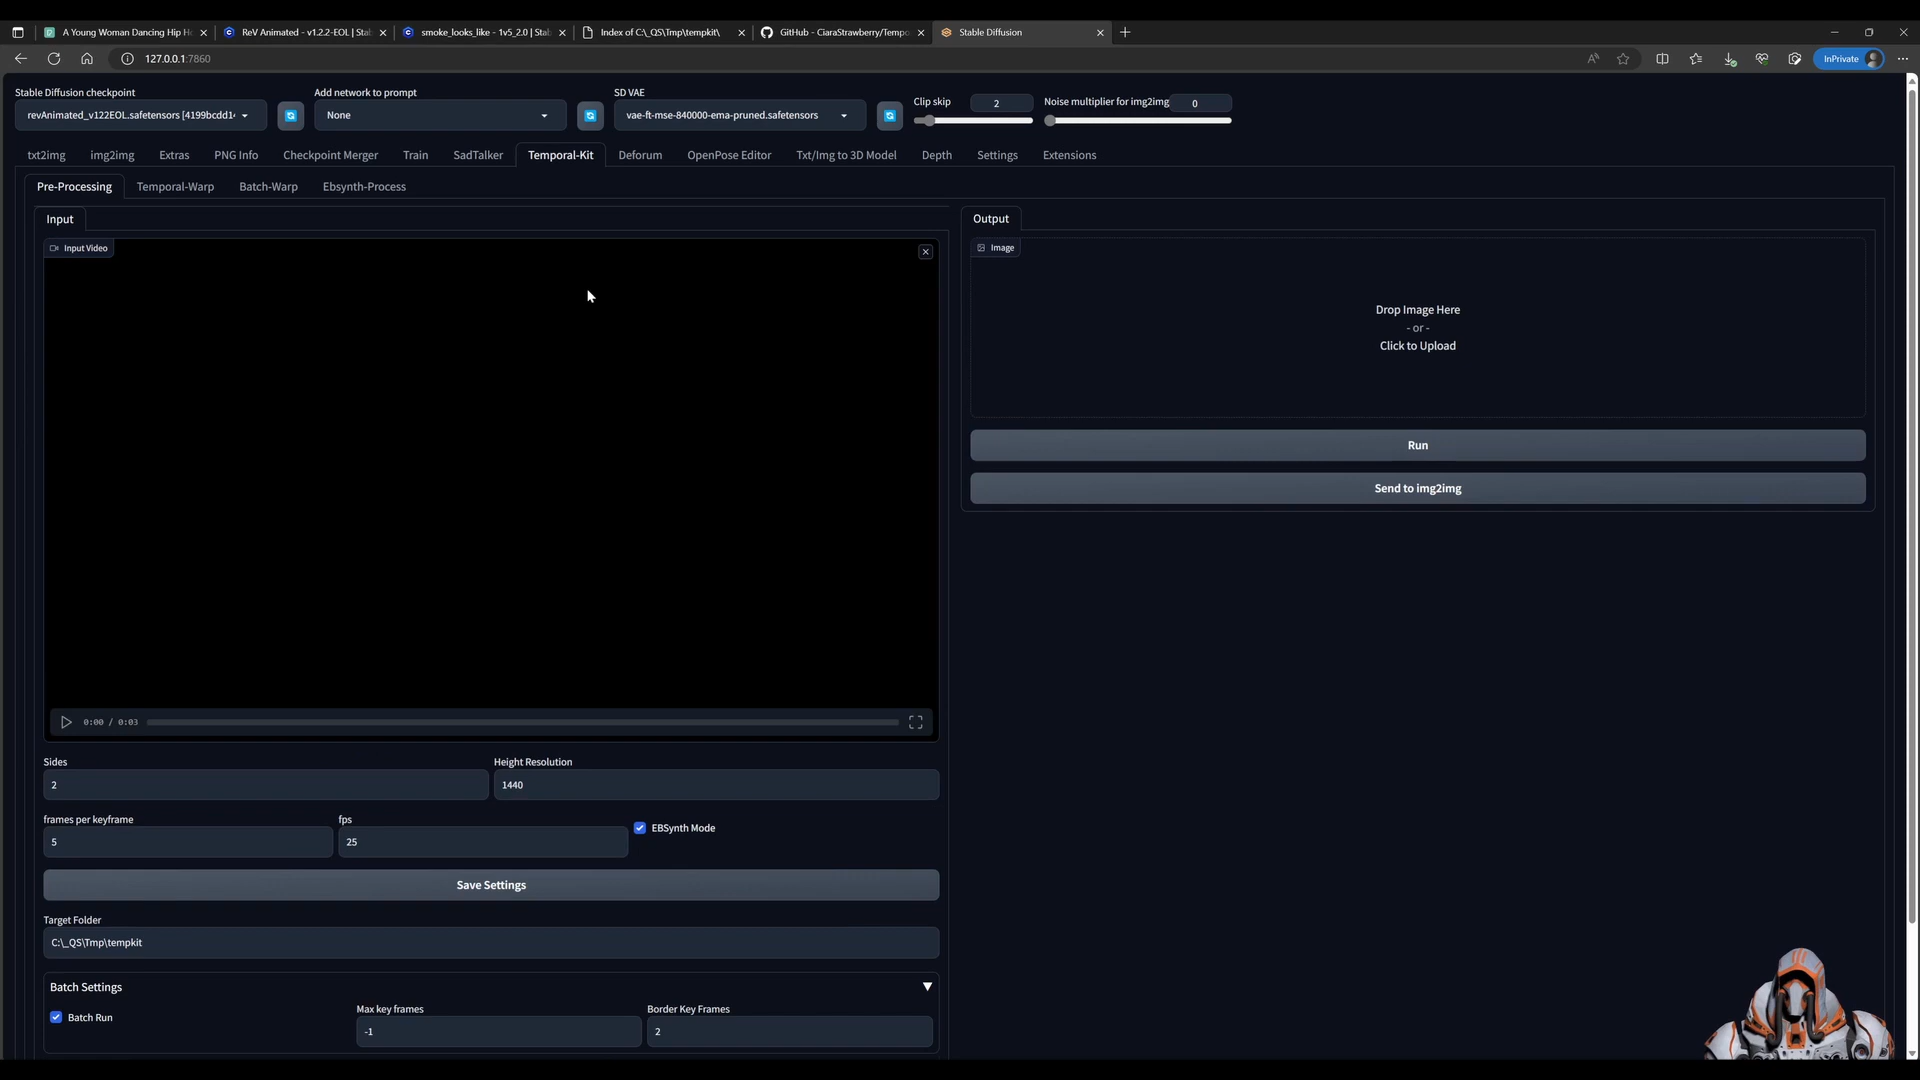 A Young Woman Dancing Hip H
ReV Animated - v1.2.2-EOL | Stab
smoke_looks_like - 1v5_2.0 | Stab
Index of C:\_QS\Tmp\tempkit\
GitHub - CiaraStrawberry/Tempo
Stable Diffusion
127.0.0.1:7860
InPrivate
Stable Diffusion checkpoint
Add network to prompt
SD VAE
Clip skip
2
Noise multiplier for img2img
0
revAnimated_v122EOL.safetensors [4199bcdd14
None
vae-ft-mse-840000-ema-pruned.safetensors
txt2img
img2img
Extras
PNG Info
Checkpoint Merger
Train
SadTalker
Temporal-Kit
Deforum
OpenPose Editor
Txt/Img to 3D Model
Depth
Settings
Extensions
Pre-Processing
Temporal-Warp
Batch-Warp
Ebsynth-Process
Input
Input Video
0:00 / 0:03
Sides
2
Height Resolution
1440
frames per keyframe
5
fps
25
EBSynth Mode
Save Settings
Target Folder
C:\_QS\Tmp\tempkit
Batch Settings
Batch Run
Max key frames
-1
Border Key Frames
2
Output
Image
Drop Image Here
- or -
Click to Upload
Run
Send to img2img